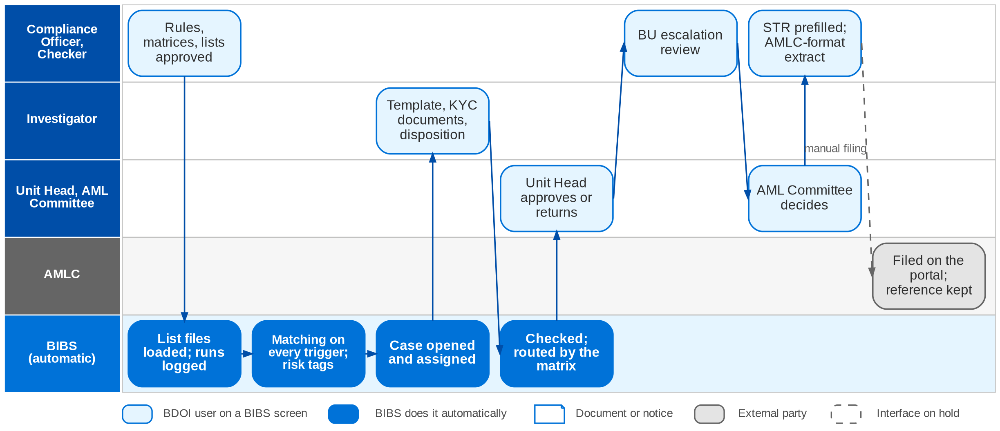 Compliance
Officer,
Checker
Rules,
matrices, lists
approved
BU escalation
review
STR prefilled;
AMLC-format
extract
Investigator
Template, KYC
documents,
disposition
manual filing
Unit Head, AML
Committee
Unit Head
approves or
returns
AML Committee
decides
AMLC
Filed on the
portal;
reference kept
BIBS
(automatic)
List files
loaded; runs
logged
Matching on
every trigger;
risk tags
Case opened
and assigned
Checked;
routed by the
matrix
BDOI user on a BIBS screen
BIBS does it automatically
Document or notice
External party
Interface on hold